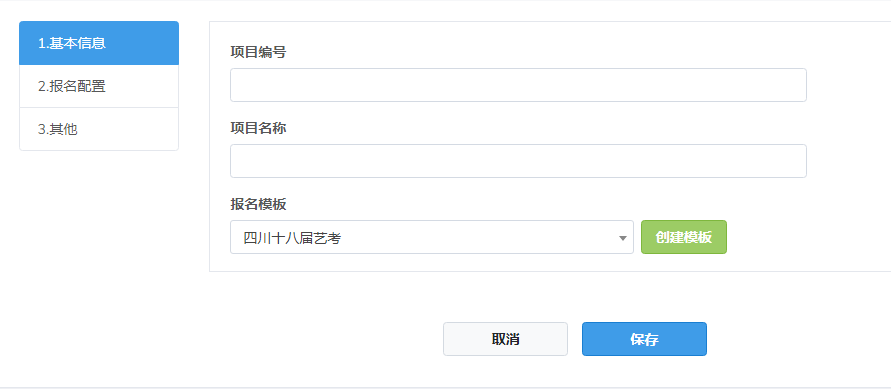 1.基本信息
2.报名配置
3.其他
项目编号
项目名称
报名模板
四川十八届艺考
创建模板
取消
保存